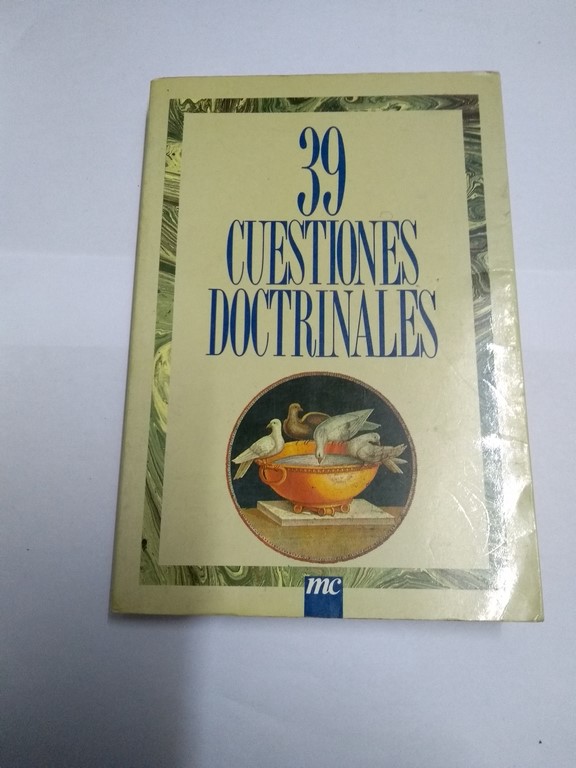 39
CUESTIONES
DOCTRINALES
mc